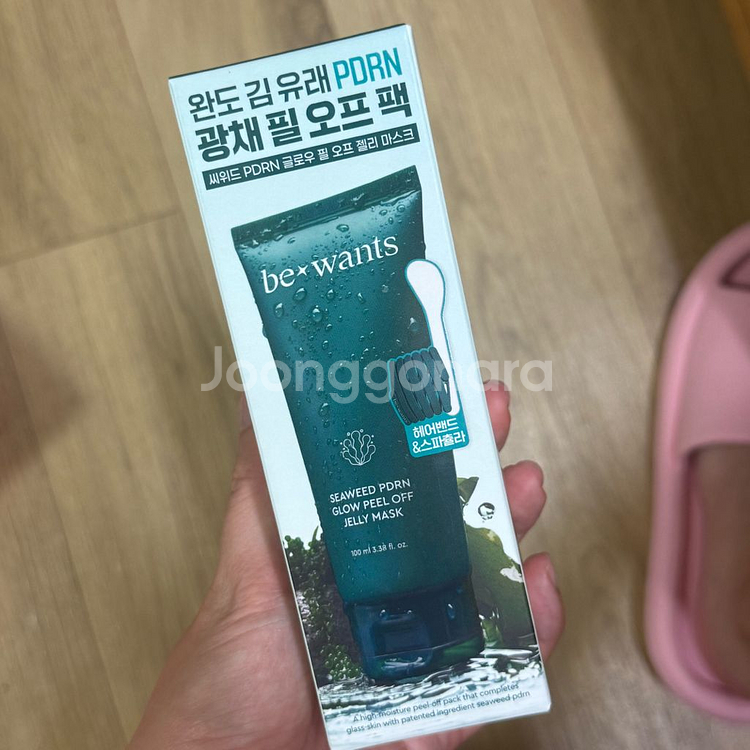 완도 김 유래 PDRN
광채 필 오프 팩
씨위드 PDRN 글로우 필 오프 젤리 마스크
be wants
Joonggonara
헤어밴드
&스파츌라
SEAWEED PDRN
GLOW PEEL OFF
JELLY MASK
100 ml 3.38 fl. oz.
A high moisture peel-off pack that completes
glass skin with patented ingredient seaweed pdrn